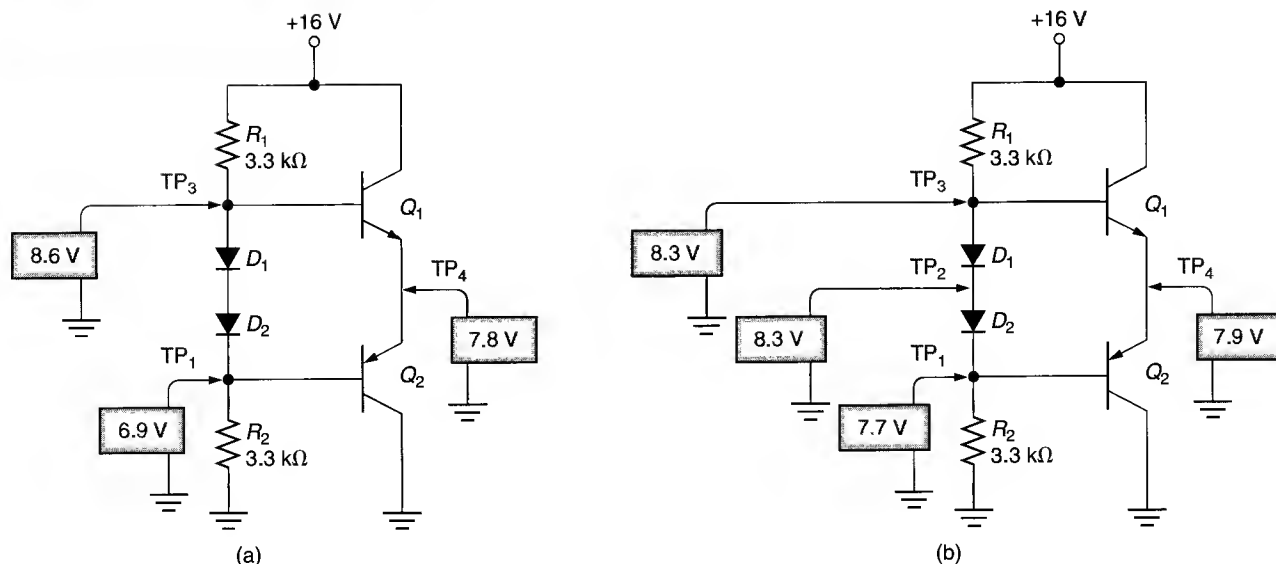 +16 V
R1
3.3 kΩ
TP3
Q1
8.6 V
D1
TP4
D2
7.8 V
TP1
Q2
6.9 V
R2
3.3 kΩ
(a)
+16 V
R1
3.3 kΩ
TP3
Q1
8.3 V
D1
TP2
TP4
D2
8.3 V
7.9 V
TP1
Q2
7.7 V
R2
3.3 kΩ
(b)